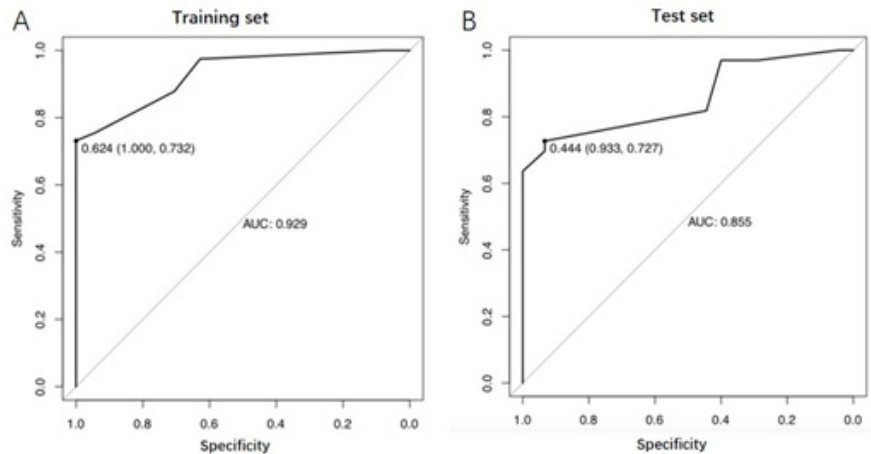 A
Training set
1.0
0.8
0.6
0.4
0.2
0.0
Sensitivity
0.624 (1.000, 0.732)
AUC: 0.929
1.0 0.8 0.6 0.4 0.2 0.0
Specificity
B
Test set
1.0
0.8
0.6
0.4
0.2
0.0
Sensitivity
0.444 (0.933, 0.727)
AUC: 0.855
1.0 0.8 0.6 0.4 0.2 0.0
Specificity